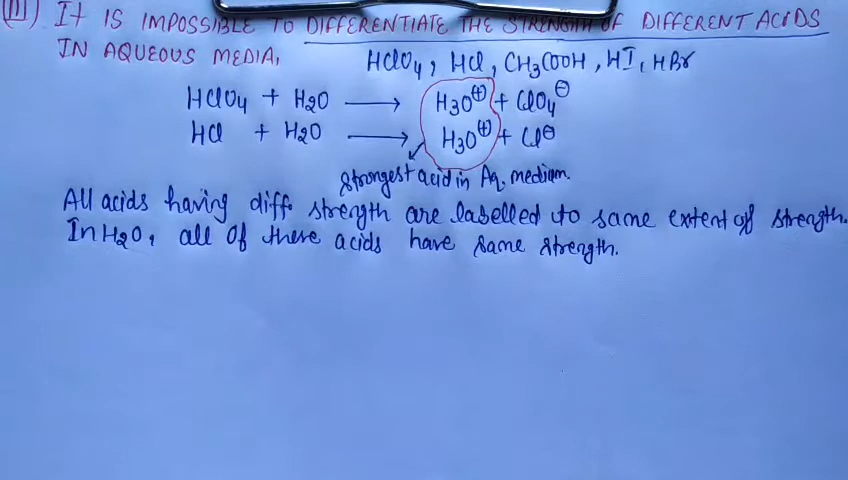 (III) It IS IMPOSSIBLE TO DIFFERENTIATE THE STRENGTH OF DIFFERENT ACIDS
IN AQUEOUS MEDIA,
HClO4, HCl, CH3COOH, HI, HBr
HClO4 + H2O ⟶ H3O⊕ + ClO4⊖
HCl + H2O ⟶ H3O⊕ + Cl⊖
Strongest acid in Aq. medium.
All acids having diff. strength are labelled to same extent of strength.
In H2O, all of these acids have same strength.